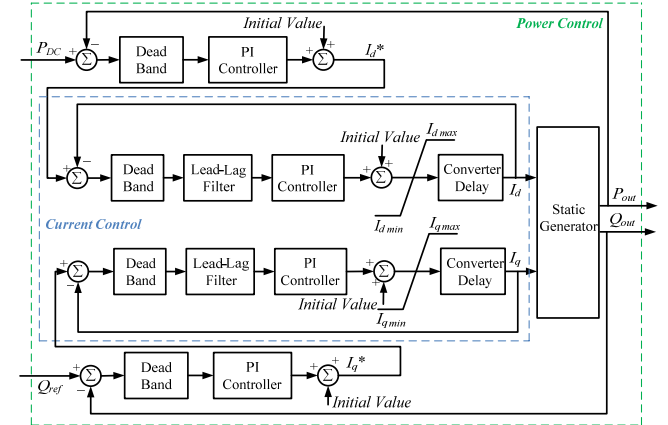 Initial Value
Power Control
P_DC
+
−
Σ
Dead
Band
PI
Controller
+
+
Σ
I_d*
Initial Value
I_d max
+
−
Σ
Dead
Band
Lead-Lag
Filter
PI
Controller
+
+
Σ
Converter
Delay
I_d
I_d min
Static
Generator
P_out
Q_out
Current Control
I_q max
+
−
Σ
Dead
Band
Lead-Lag
Filter
PI
Controller
+
+
Σ
Converter
Delay
I_q
Initial Value
I_q min
Q_ref
+
−
Σ
Dead
Band
PI
Controller
+
+
Σ
I_q*
Initial Value